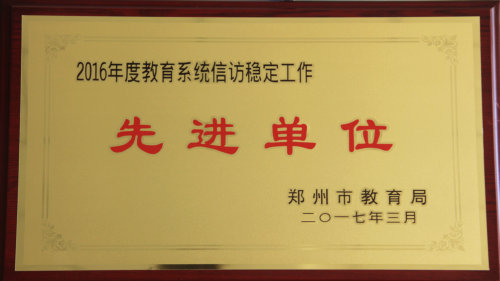 2016年度教育系统信访稳定工作
先进单位
郑州市教育局
二〇一七年三月